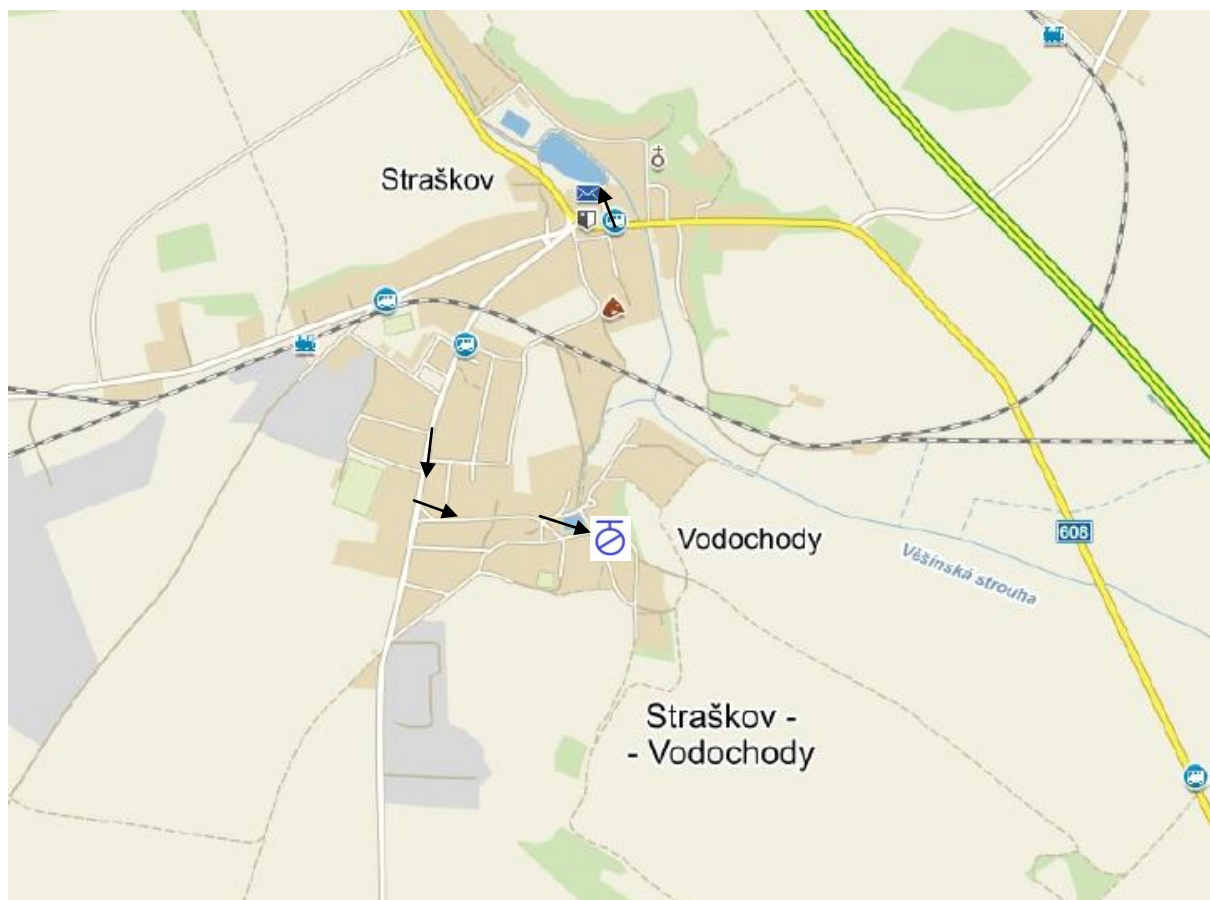 Straškov
Vodochody
608
Věšínská strouha
Straškov -
- Vodochody